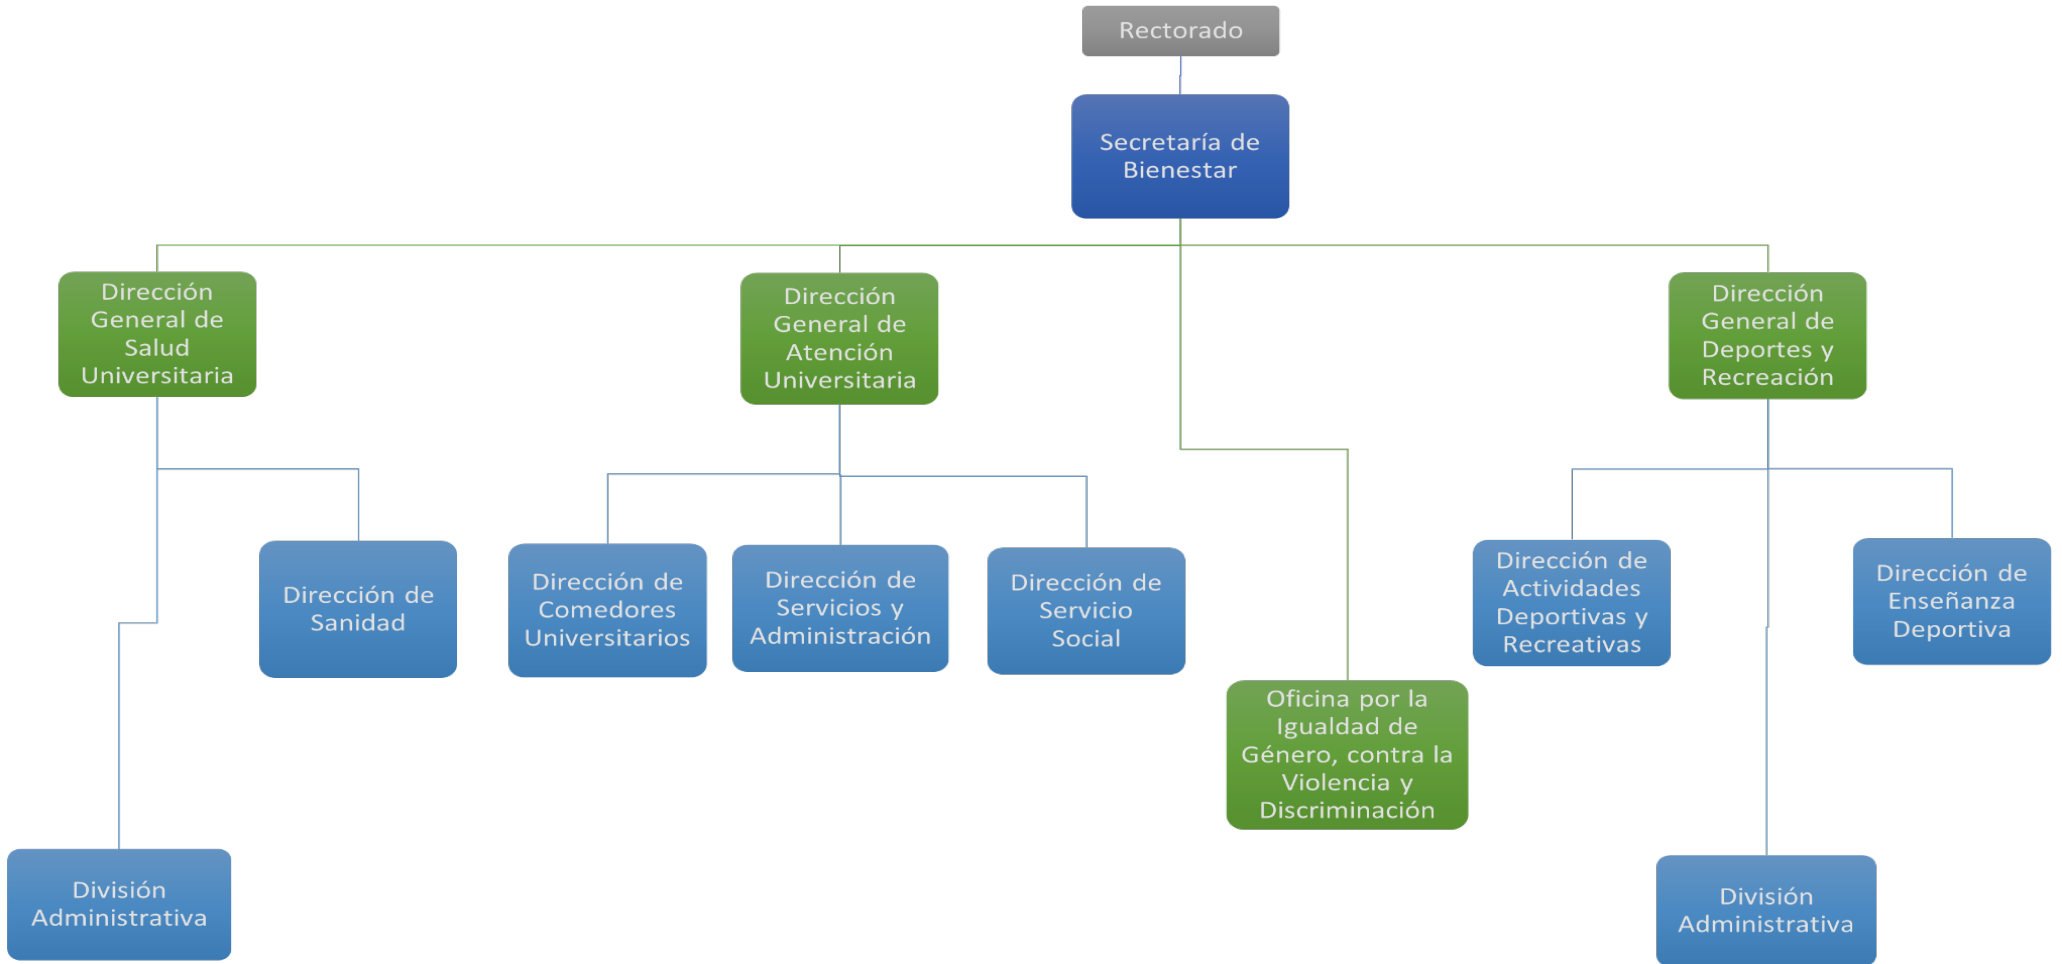 Rectorado
Secretaría de
Bienestar
Dirección
General de
Salud
Universitaria
Dirección
General de
Atención
Universitaria
Dirección
General de
Deportes y
Recreación
Dirección de
Sanidad
Dirección de
Comedores
Universitarios
Dirección de
Servicios y
Administración
Dirección de
Servicio
Social
Dirección de
Actividades
Deportivas y
Recreativas
Dirección de
Enseñanza
Deportiva
Oficina por la
Igualdad de
Género, contra la
Violencia y
Discriminación
División
Administrativa
División
Administrativa